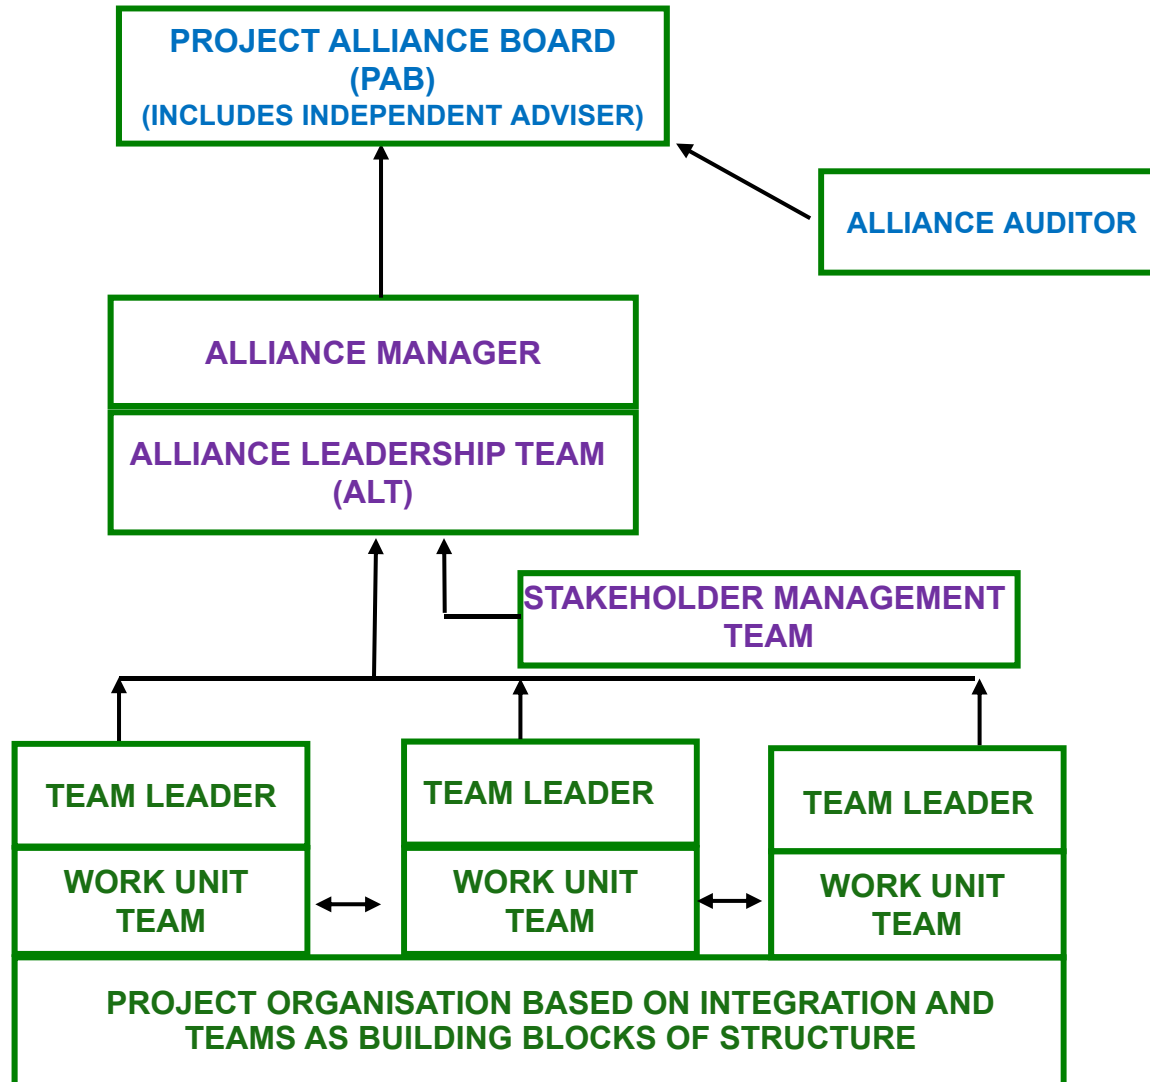 PROJECT ALLIANCE BOARD
(PAB)
(INCLUDES INDEPENDENT ADVISER)
ALLIANCE AUDITOR
ALLIANCE MANAGER
ALLIANCE LEADERSHIP TEAM
(ALT)
STAKEHOLDER MANAGEMENT
TEAM
TEAM LEADER
TEAM LEADER
TEAM LEADER
WORK UNIT
TEAM
WORK UNIT
TEAM
WORK UNIT
TEAM
PROJECT ORGANISATION BASED ON INTEGRATION AND
TEAMS AS BUILDING BLOCKS OF STRUCTURE